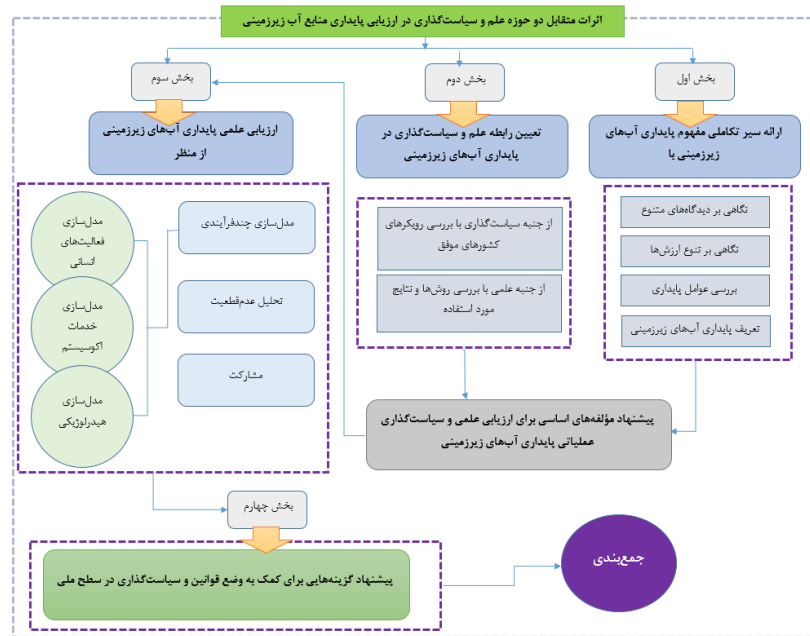 اثرات متقابل دو حوزه علم و سیاست‌گذاری در ارزیابی پایداری منابع آب زیرزمینی
بخش اول
ارائه سیر تکاملی مفهوم پایداری آب‌های
زیرزمینی با
نگاهی بر دیدگاه‌های متنوع
نگاهی بر تنوع ارزش‌ها
بررسی عوامل پایداری
تعریف پایداری آب‌های زیرزمینی
بخش دوم
تعیین رابطه علم و سیاست‌گذاری در
پایداری آب‌های زیرزمینی
از جنبه سیاست‌گذاری با بررسی رویکرهای
کشورهای موفق
از جنبه علمی با بررسی روش‌ها و نتایج
مورد استفاده
پیشنهاد مؤلفه‌های اساسی برای ارزیابی علمی و سیاست‌گذاری
عملیاتی پایداری آب‌های زیرزمینی
بخش سوم
ارزیابی علمی پایداری آب‌های زیرزمینی
از منظر
مدل‌سازی چندفرآیندی
تحلیل عدم‌قطعیت
مشارکت
مدل‌سازی
فعالیت‌های
انسانی
مدل‌سازی
خدمات
اکوسیستم
مدل‌سازی
هیدرلوژیکی
بخش چهارم
پیشنهاد گزینه‌هایی برای کمک به وضع قوانین و سیاست‌گذاری در سطح ملی
جمع‌بندی